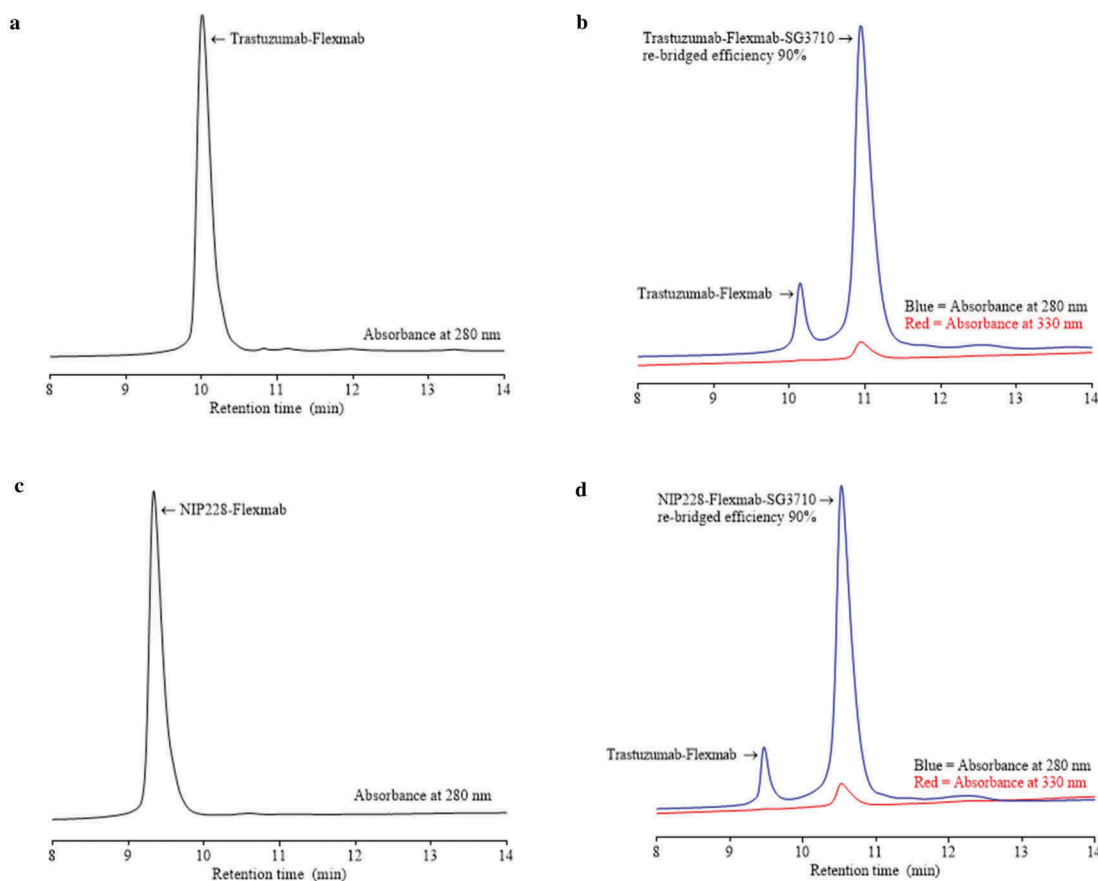 a
← Trastuzumab-Flexmab
Absorbance at 280 nm
8 9 10 11 12 13 14
Retention time (min)
b
Trastuzumab-Flexmab-SG3710 →
re-bridged efficiency 90%
Trastuzumab-Flexmab →
Blue = Absorbance at 280 nm
Red = Absorbance at 330 nm
8 9 10 11 12 13 14
Retention time (min)
c
← NIP228-Flexmab
Absorbance at 280 nm
8 9 10 11 12 13 14
Retention time (min)
d
NIP228-Flexmab-SG3710 →
re-bridged efficiency 90%
Trastuzumab-Flexmab →
Blue = Absorbance at 280 nm
Red = Absorbance at 330 nm
8 9 10 11 12 13 14
Retention time (min)